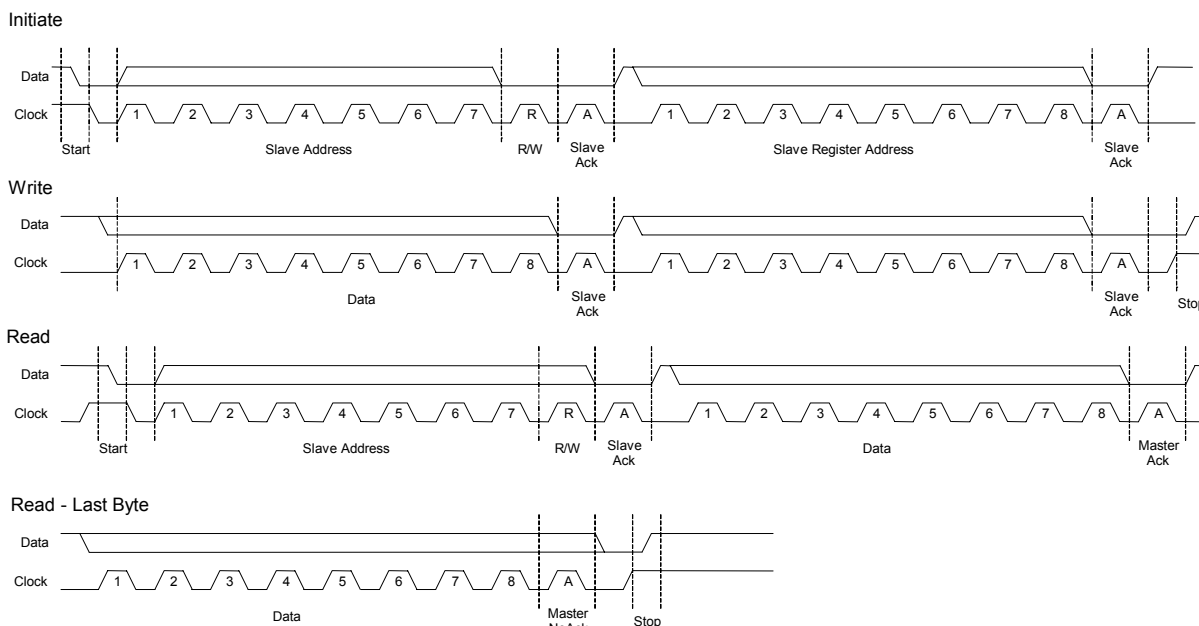 Initiate
Data
Clock 1 2 3 4 5 6 7 R A 1 2 3 4 5 6 7 8 A
Start Slave Address R/W Slave Ack Slave Register Address Slave Ack
Write
Data
Clock 1 2 3 4 5 6 7 8 A 1 2 3 4 5 6 7 8 A
Data Slave Ack Slave Ack Stop
Read
Data
Clock 1 2 3 4 5 6 7 R A 1 2 3 4 5 6 7 8 A
Start Slave Address R/W Slave Ack Data Master Ack
Read - Last Byte
Data
Clock 1 2 3 4 5 6 7 8 A
Data Master Stop